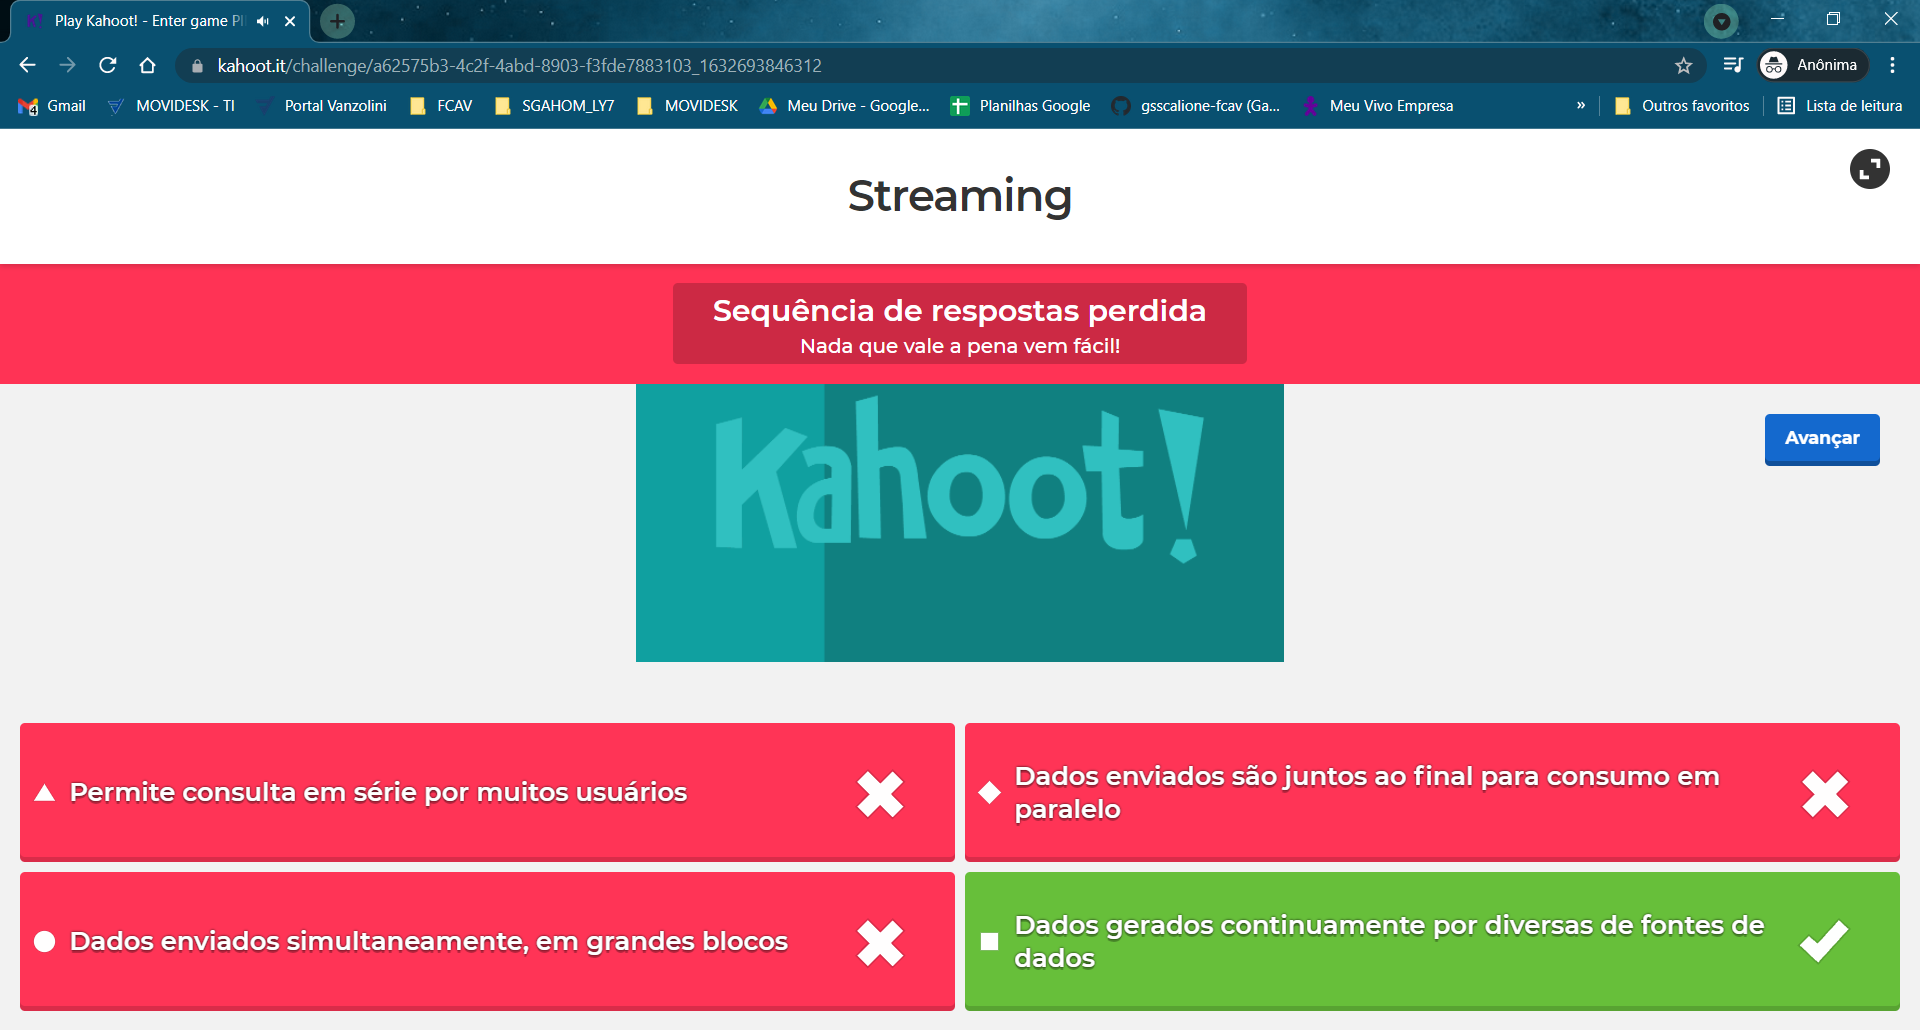 Play Kahoot! - Enter game PI
kahoot.it/challenge/a62575b3-4c2f-4abd-8903-f3fde7883103_1632693846312
Anônima
Gmail
MOVIDESK - TI
Portal Vanzolini
FCAV
SGAHOM_LY7
MOVIDESK
Meu Drive - Google...
Planilhas Google
gsscalione-fcav (Ga...
Meu Vivo Empresa
»
Outros favoritos
Lista de leitura
Streaming
Sequência de respostas perdida
Nada que vale a pena vem fácil!
Kahoot!
Avançar
Permite consulta em série por muitos usuários
Dados enviados são juntos ao final para consumo em
paralelo
Dados enviados simultaneamente, em grandes blocos
Dados gerados continuamente por diversas de fontes de
dados